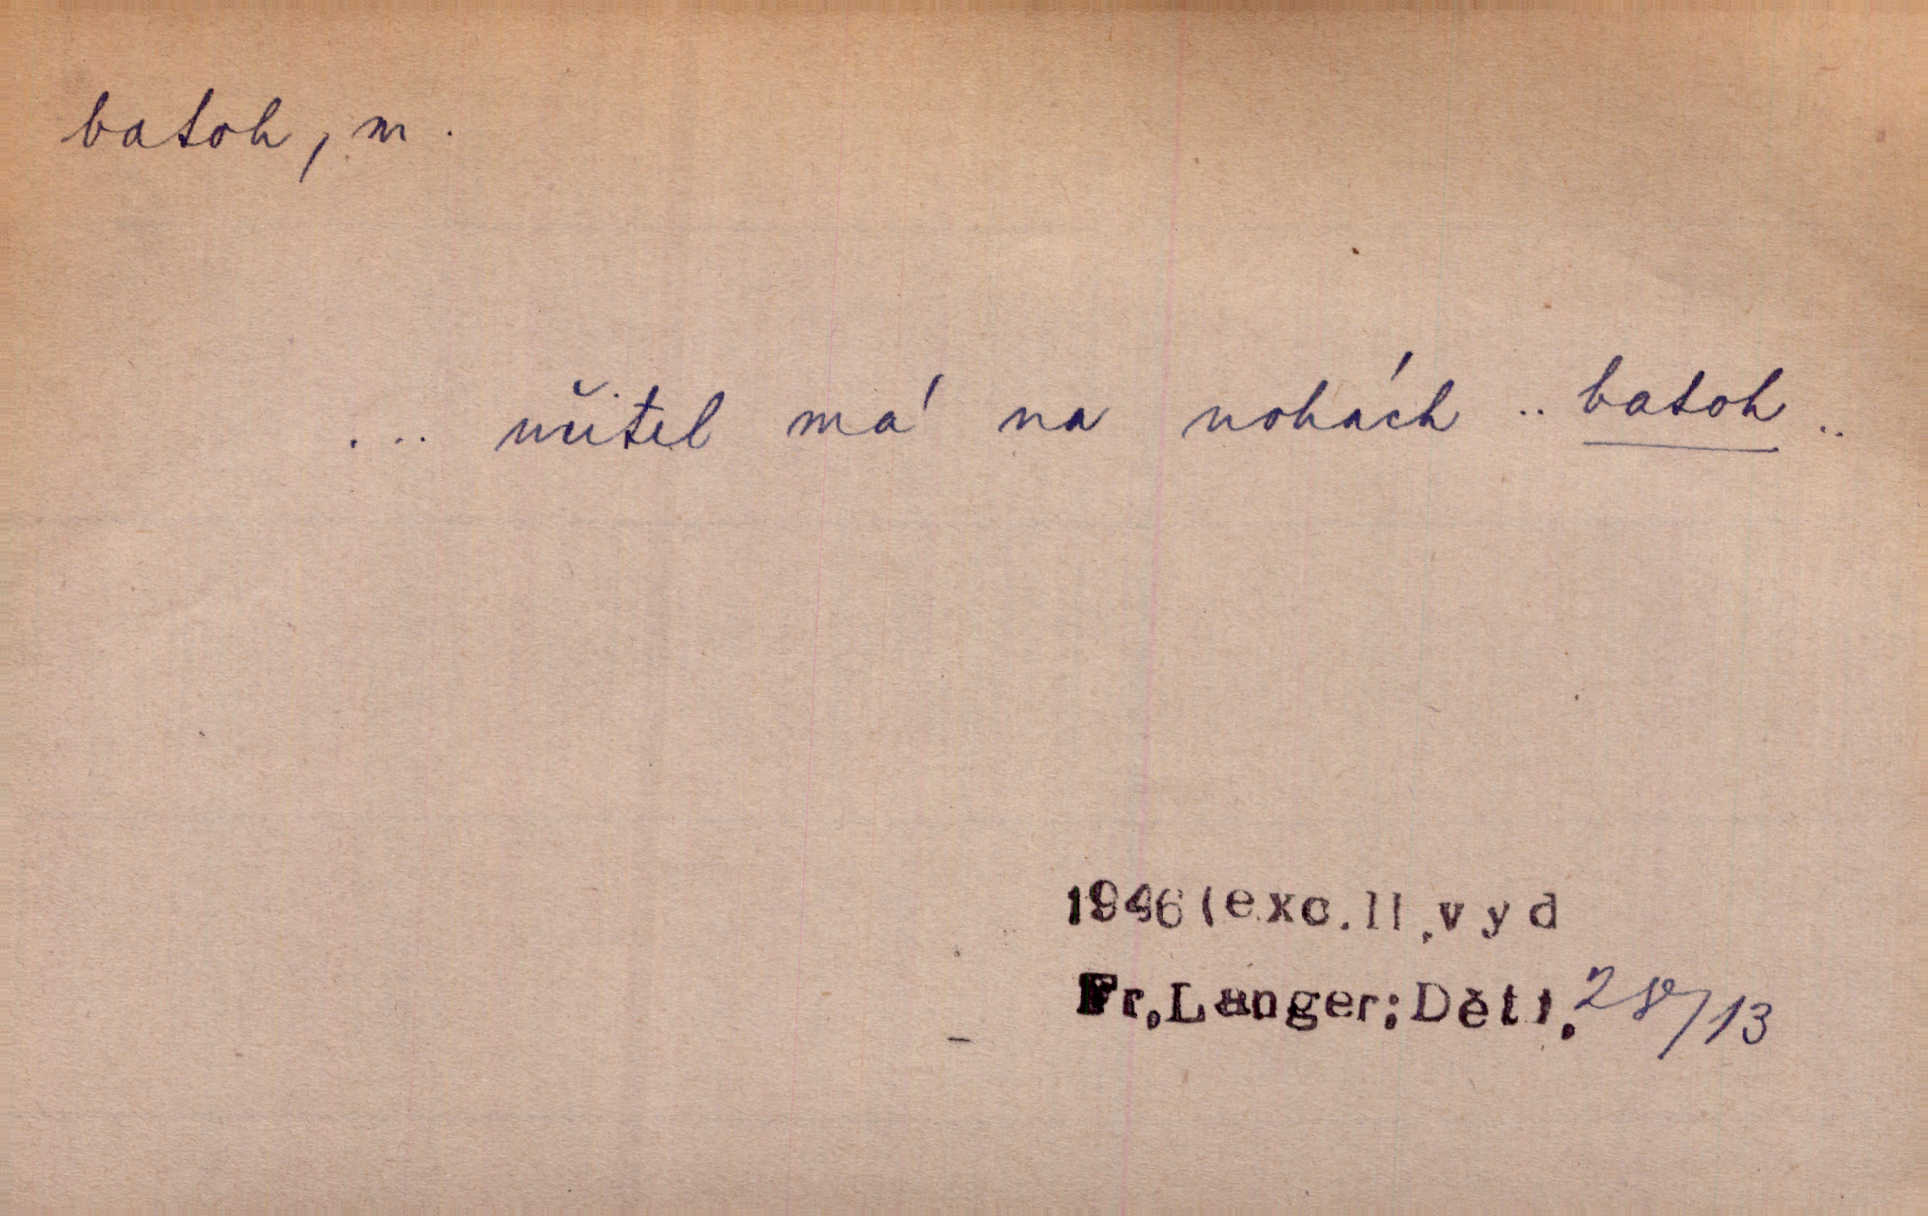 batoh, m.
... učitel má na nohách .. batoh ..
1946 (exc. II. vyd
Fr. Langer: Děti. 28/13